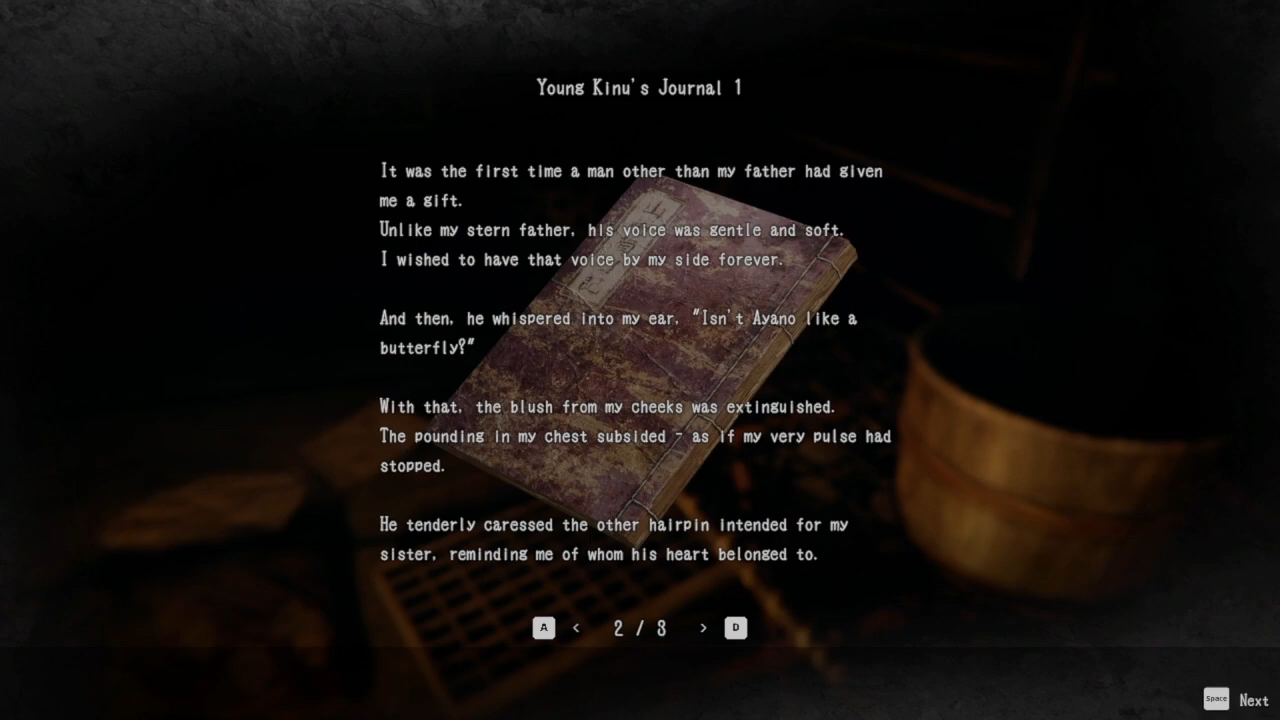 Young Kinu's Journal 1
It was the first time a man other than my father had given
me a gift.
Unlike my stern father, his voice was gentle and soft.
I wished to have that voice by my side forever.
And then, he whispered into my ear, "Isn't Ayano like a
butterfly?"
With that, the blush from my cheeks was extinguished.
The pounding in my chest subsided - as if my very pulse had
stopped.
He tenderly caressed the other hairpin intended for my
sister, reminding me of whom his heart belonged to.
A < 2 / 3 > D
Space Next